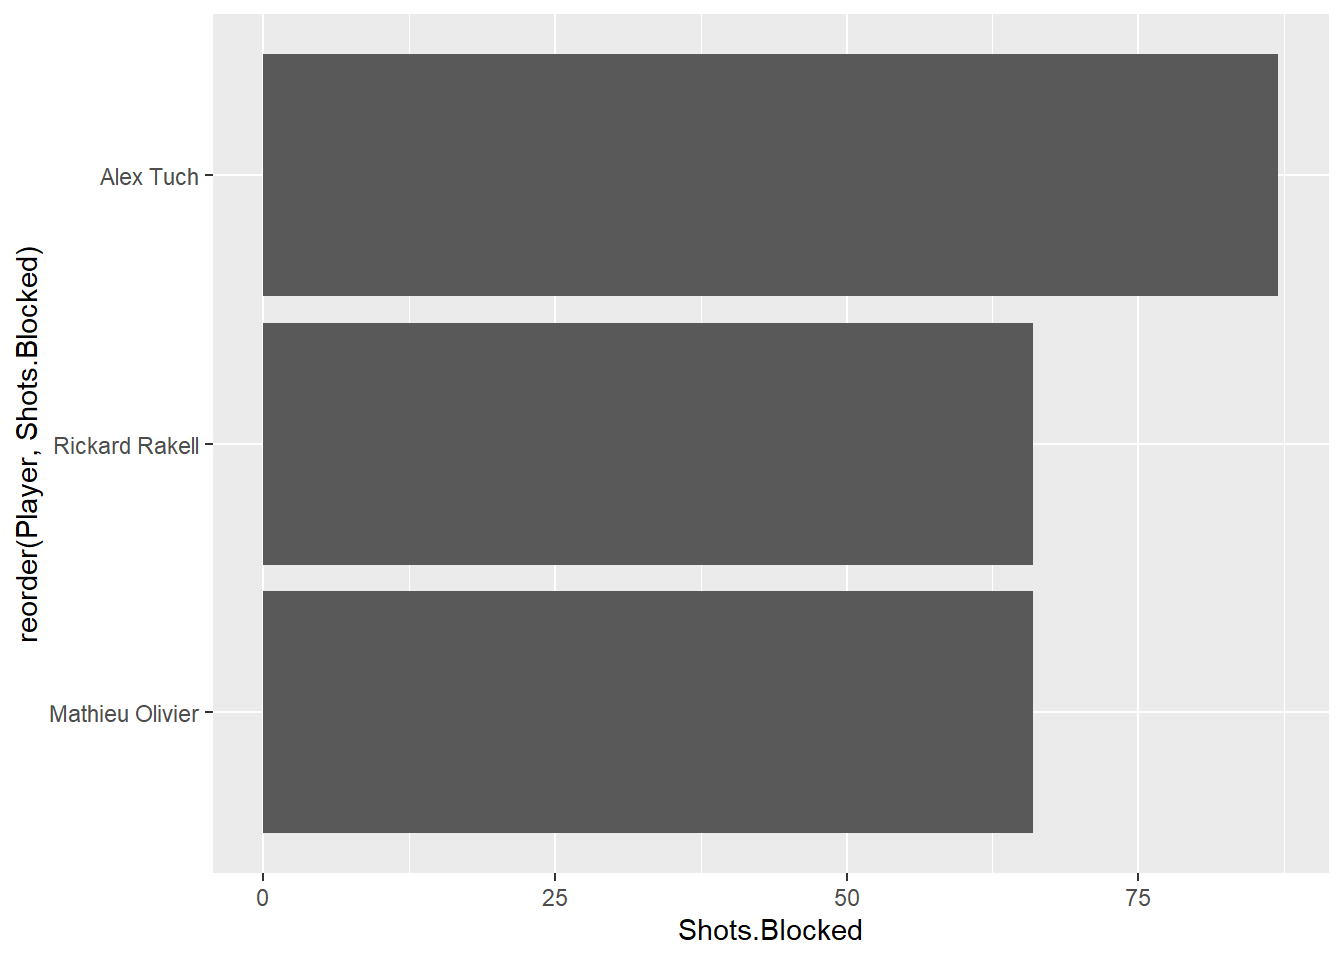 reorder(Player, Shots.Blocked)
Alex Tuch
Rickard Rakell
Mathieu Olivier
0 25 50 75
Shots.Blocked